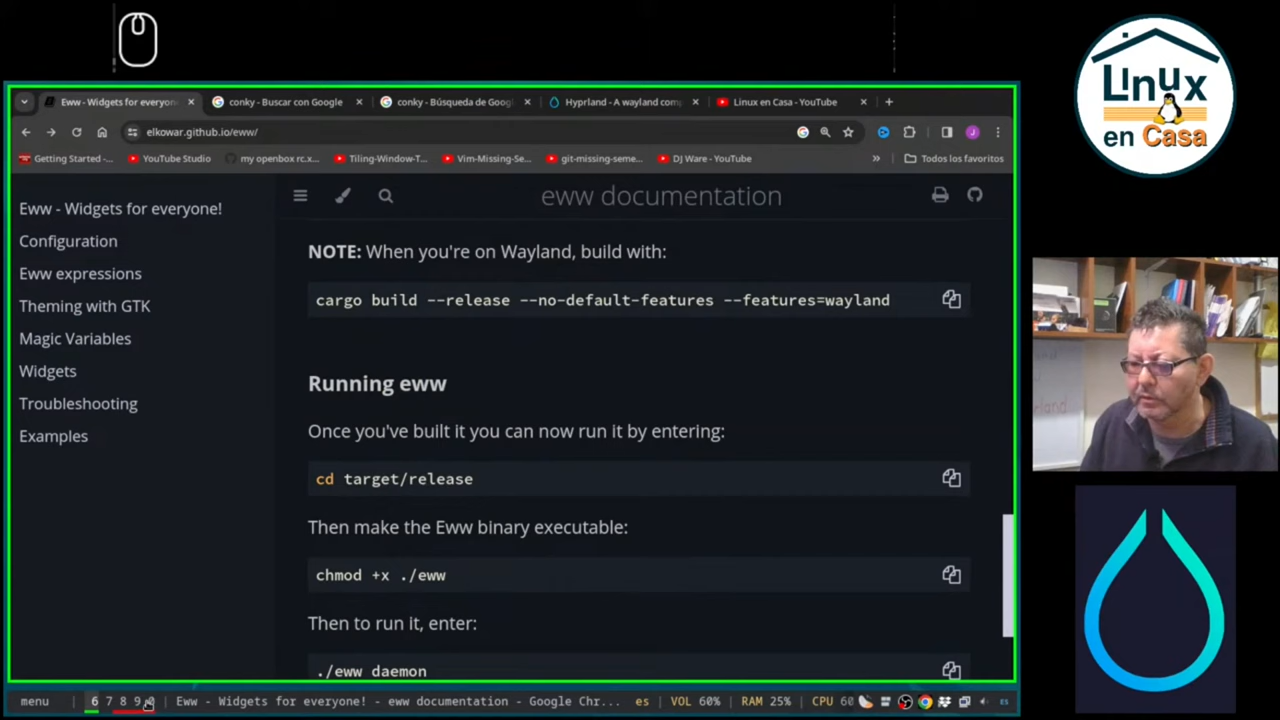 Eww - Widgets for everyon
conky - Buscar con Google
conky - Búsqueda de Goog
Hyprland - A wayland com
Linux en Casa - YouTube
elkowar.github.io/eww/
J
Getting Started -...
YouTube Studio
my openbox rc.x...
Tiling-Window-T...
Vim-Missing-Se...
git-missing-seme...
DJ Ware - YouTube
»
Todos los favoritos
Eww - Widgets for everyone!
Configuration
Eww expressions
Theming with GTK
Magic Variables
Widgets
Troubleshooting
Examples
eww documentation
NOTE: When you're on Wayland, build with:
cargo build --release --no-default-features --features=wayland
Running eww
Once you've built it you can now run it by entering:
cd target/release
Then make the Eww binary executable:
chmod +x ./eww
Then to run it, enter:
./eww daemon
menu | 6 7 8 9 | Eww - Widgets for everyone! - eww documentation - Google Chr... es | VOL 60% | RAM 25% | CPU 60
ES
Linux
en Casa